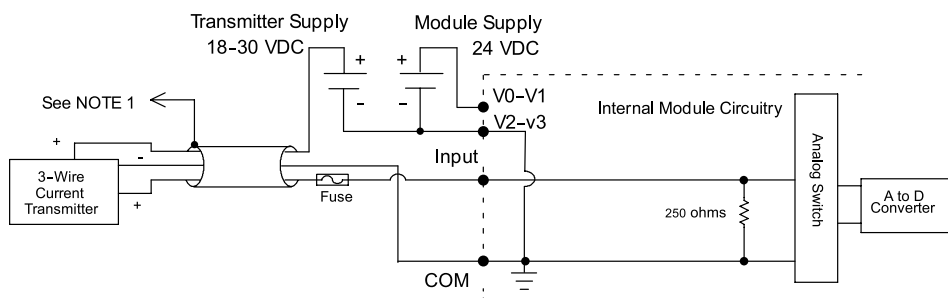 Transmitter Supply
18-30 VDC
Module Supply
24 VDC
+
-
+
-
See NOTE 1
V0-V1
V2-v3
Internal Module Circuitry
+
-
+
3-Wire
Current
Transmitter
Input
Fuse
250 ohms
Analog Switch
A to D
Converter
COM